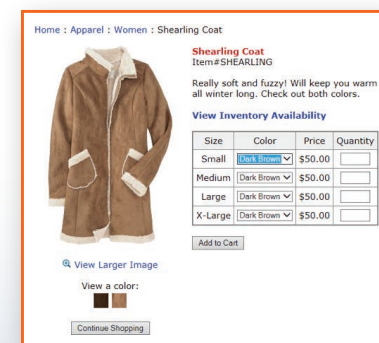 Home : Apparel : Women : Shearling Coat
Shearling Coat
Item#SHEARLING
Really soft and fuzzy! Will keep you warm
all winter long. Check out both colors.
View Inventory Availability
Size Color Price Quantity
Small Dark Brown $50.00
Medium Dark Brown $50.00
Large Dark Brown $50.00
X-Large Dark Brown $50.00
Add to Cart
View Larger Image
View a color:
Continue Shopping